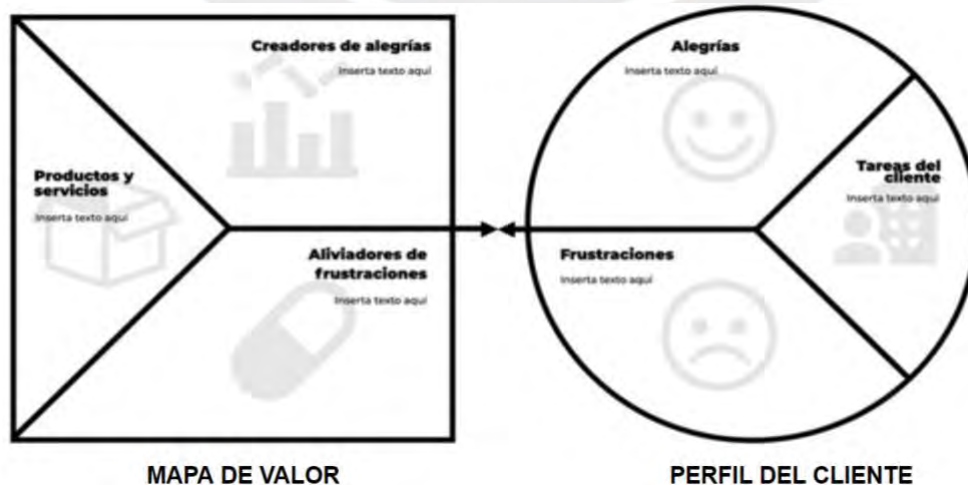 Creadores de alegrías
Inserta texto aquí
Productos y
servicios
Inserta texto aquí
Aliviadores de
frustraciones
Inserta texto aquí
MAPA DE VALOR
Alegrías
Inserta texto aquí
Tareas del
cliente
Inserta texto aquí
Frustraciones
Inserta texto aquí
PERFIL DEL CLIENTE